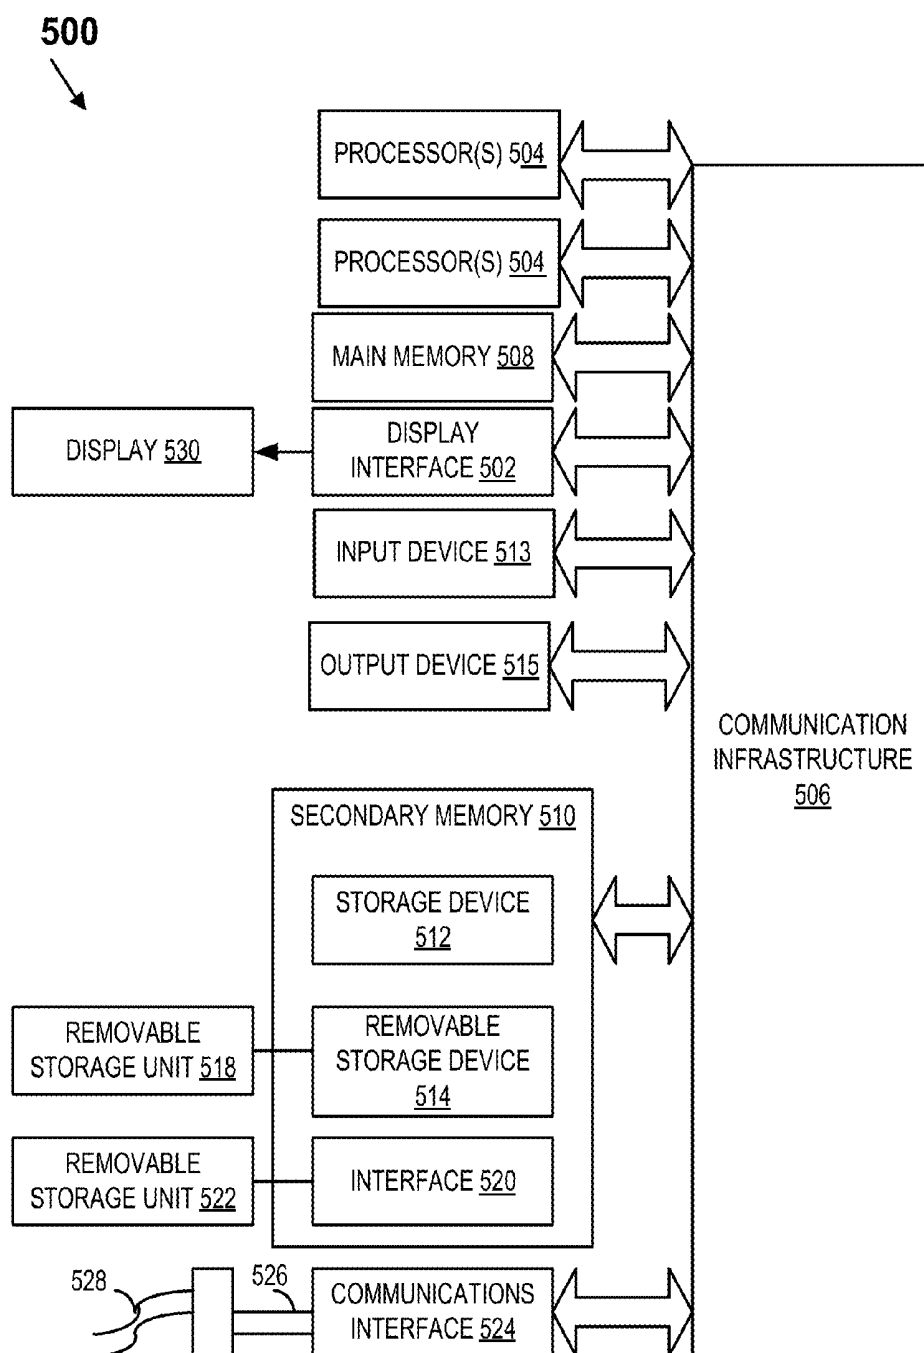 500
PROCESSOR(S) 504
PROCESSOR(S) 504
MAIN MEMORY 508
DISPLAY 530
DISPLAY
INTERFACE 502
INPUT DEVICE 513
OUTPUT DEVICE 515
COMMUNICATION
INFRASTRUCTURE
506
SECONDARY MEMORY 510
STORAGE DEVICE
512
REMOVABLE
STORAGE UNIT 518
REMOVABLE
STORAGE DEVICE
514
REMOVABLE
STORAGE UNIT 522
INTERFACE 520
528
526
COMMUNICATIONS
INTERFACE 524